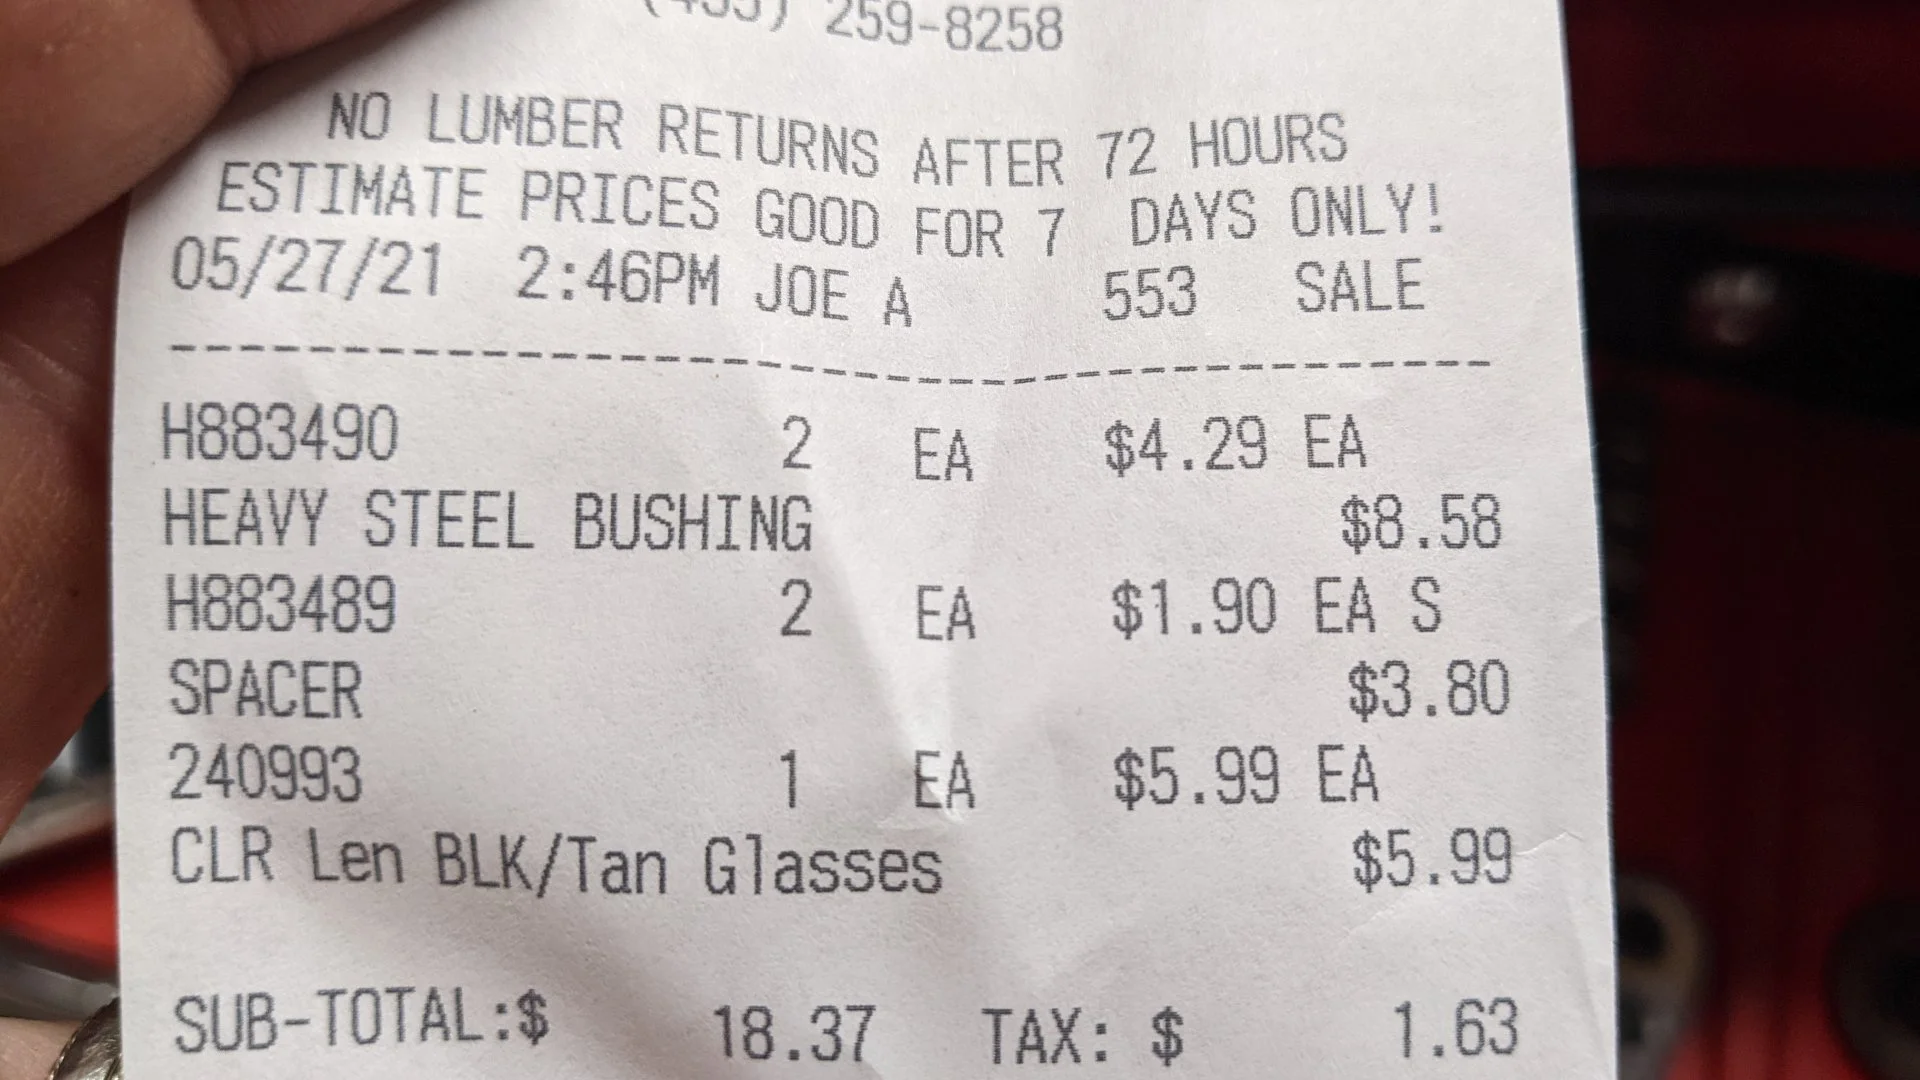 259-8258
NO LUMBER RETURNS AFTER 72 HOURS
ESTIMATE PRICES GOOD FOR 7 DAYS ONLY!
05/27/21 2:46PM JOE A 553 SALE
H883490 2 EA $4.29 EA
HEAVY STEEL BUSHING $8.58
H883489 2 EA $1.90 EA S
SPACER $3.80
240993 1 EA $5.99 EA
CLR Len BLK/Tan Glasses $5.99
SUB-TOTAL:$ 18.37 TAX: $ 1.63